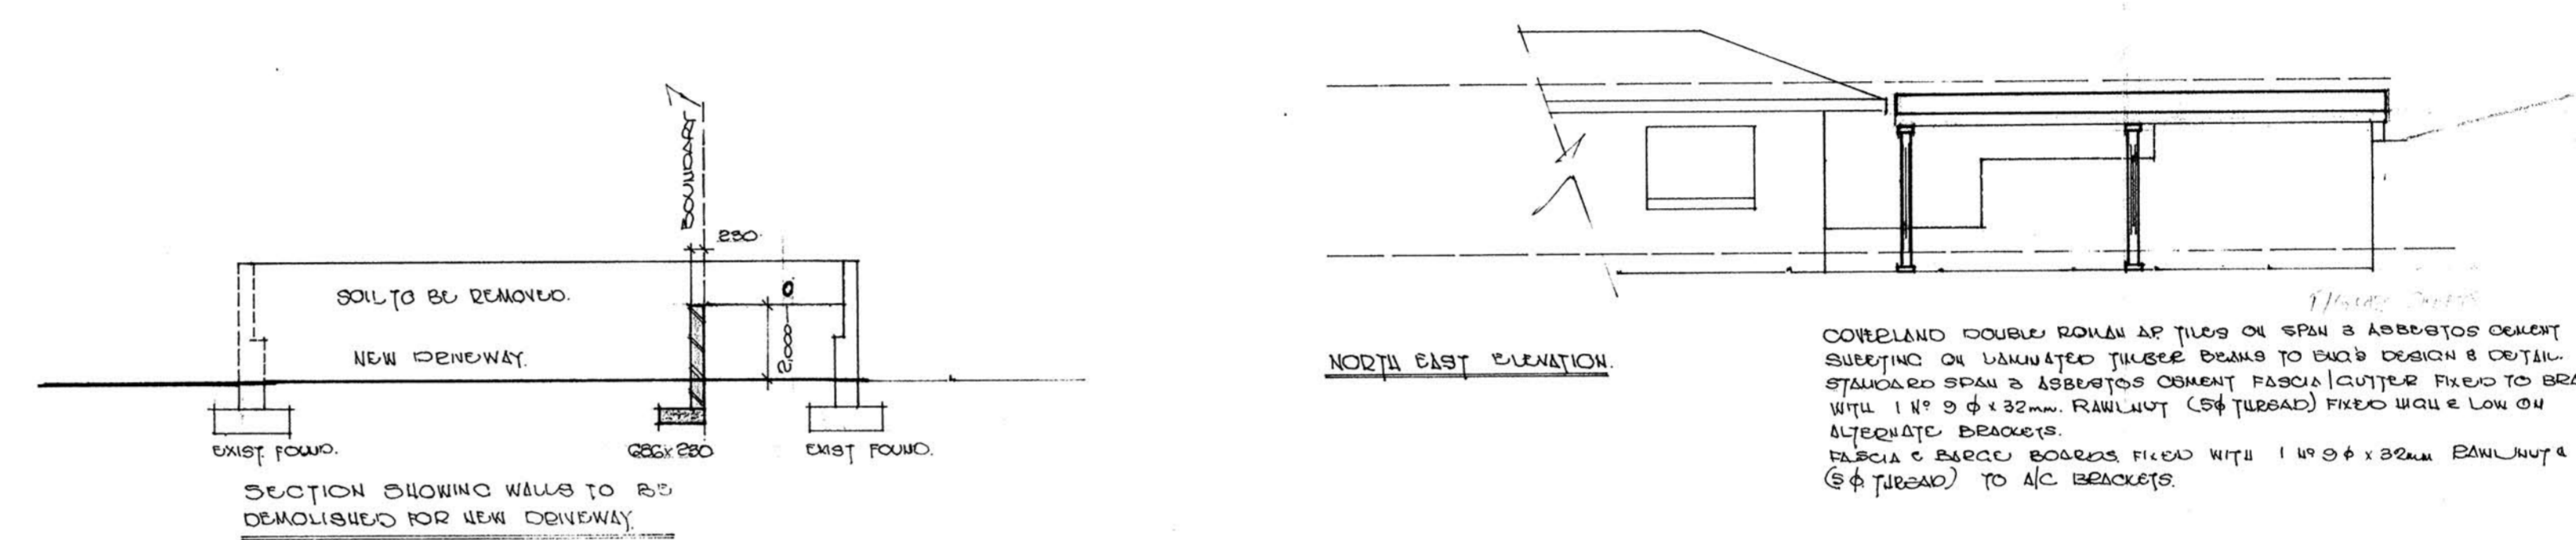 BOUNDARY
230
SOIL TO BE REMOVED.
NEW DRIVEWAY.
2,000
EXIST. FOUND.
686 x 230
EXIST FOUND.
SECTION SHOWING WALLS TO BE
DEMOLISHED FOR NEW DRIVEWAY.
NORTH EAST ELEVATION.
COVERLAND DOUBLE ROMAN AP. TILES ON SPAN 3 ASBESTOS CEMENT
SHEETING ON LAMINATED TIMBER BEAMS TO ENG'S DESIGN & DETAIL.
STANDARD SPAN 3 ASBESTOS CEMENT FASCIA/GUTTER FIXED TO BRA
WITH 1 Nº 9 ϕ x 32mm. RAWLNUT (5ϕ THREAD) FIXED HIGH & LOW ON
ALTERNATE BRACKETS.
FASCIA & BARGE BOARDS. FIXED WITH 1 Nº 9 ϕ x 32mm RAWLNUT
(5 ϕ. THREAD) TO A/C BRACKETS.